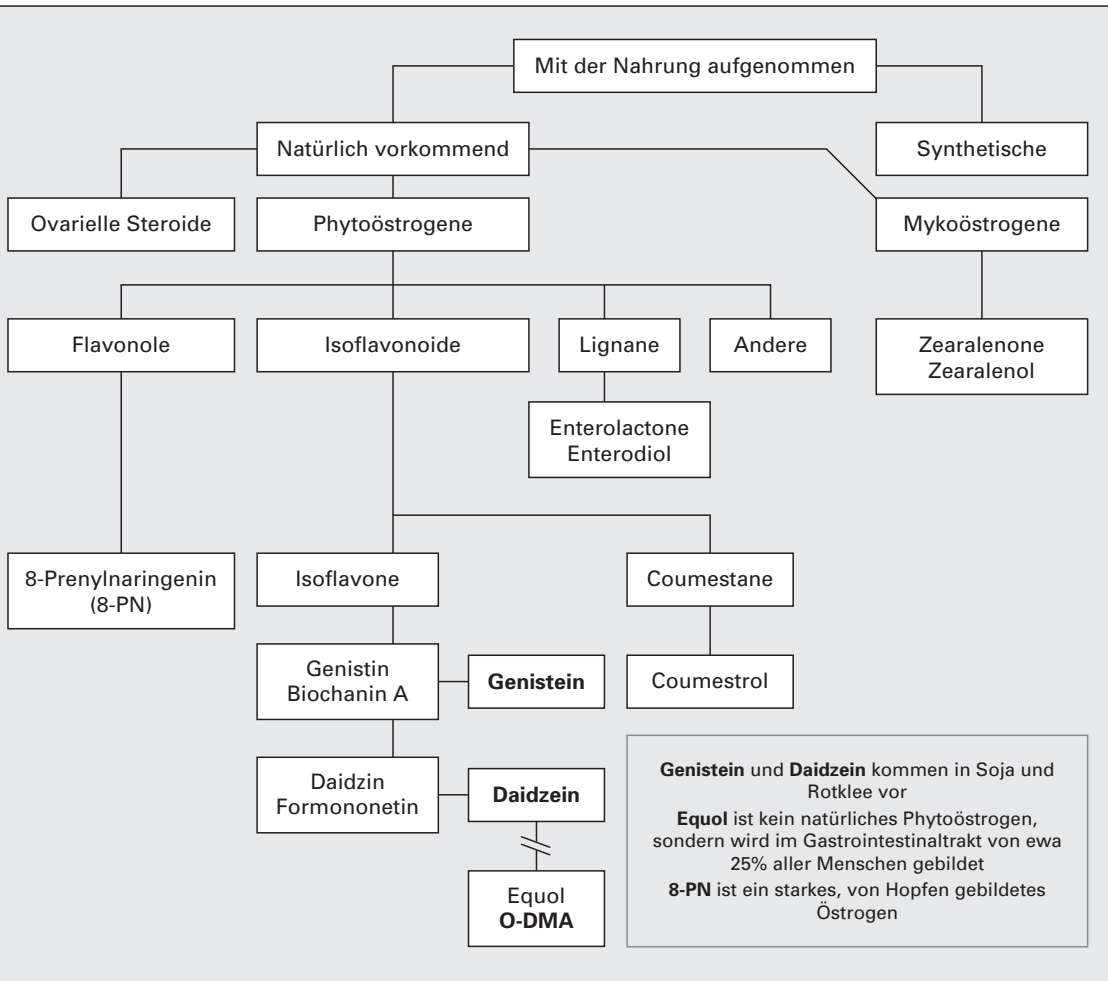 Mit der Nahrung aufgenommen
Natürlich vorkommend
Synthetische
Ovarielle Steroide
Phytoöstrogene
Mykoöstrogene
Flavonole
Isoflavonoide
Lignane
Andere
Zearalenone
Zearalenol
Enterolactone
Enterodiol
8-Prenylnaringenin
(8-PN)
Isoflavone
Coumestane
Genistin
Biochanin A
Genistein
Coumestrol
Daidzin
Formononetin
Daidzein
Equol
O-DMA
Genistein und Daidzein kommen in Soja und
Rotklee vor
Equol ist kein natürliches Phytoöstrogen,
sondern wird im Gastrointestinaltrakt von ewa
25% aller Menschen gebildet
8-PN ist ein starkes, von Hopfen gebildetes
Östrogen